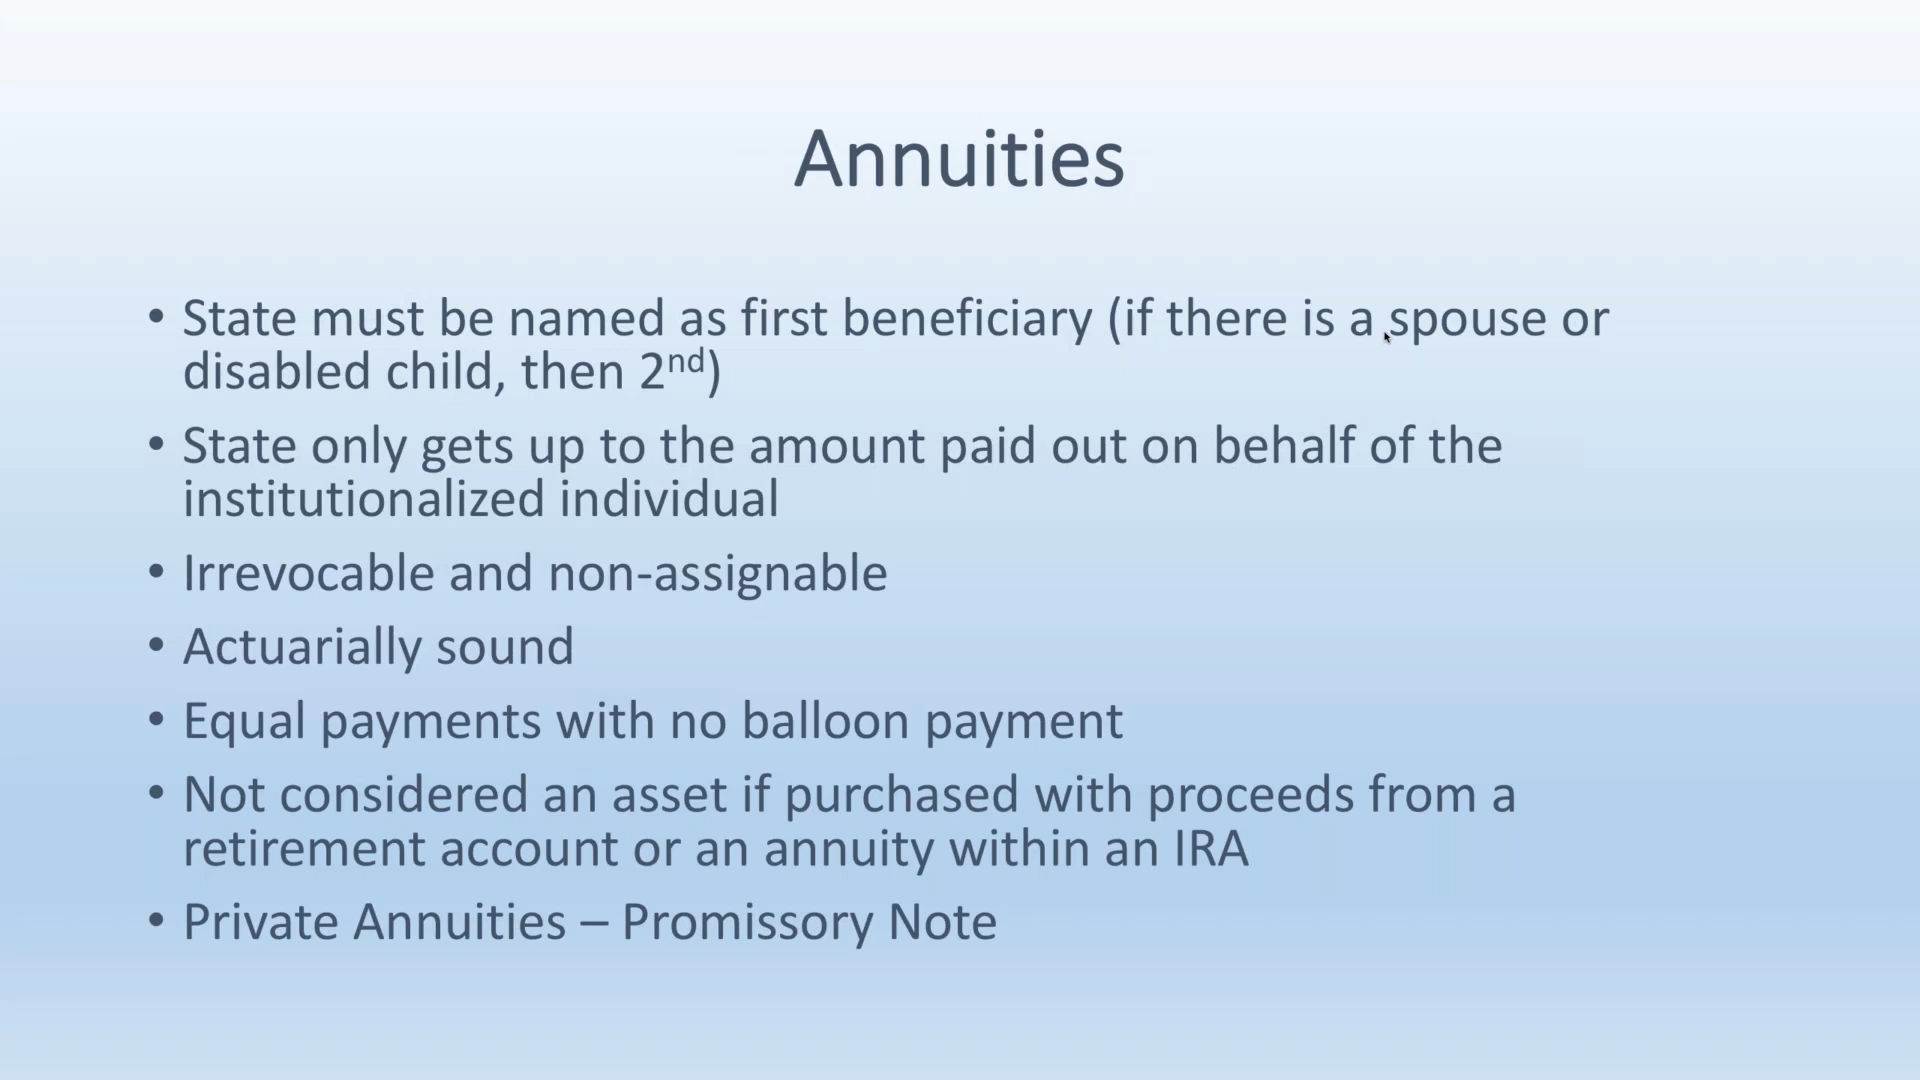 Annuities
• State must be named as first beneficiary (if there is a spouse or
disabled child, then 2nd)
• State only gets up to the amount paid out on behalf of the
institutionalized individual
• Irrevocable and non-assignable
• Actuarially sound
• Equal payments with no balloon payment
• Not considered an asset if purchased with proceeds from a
retirement account or an annuity within an IRA
• Private Annuities – Promissory Note